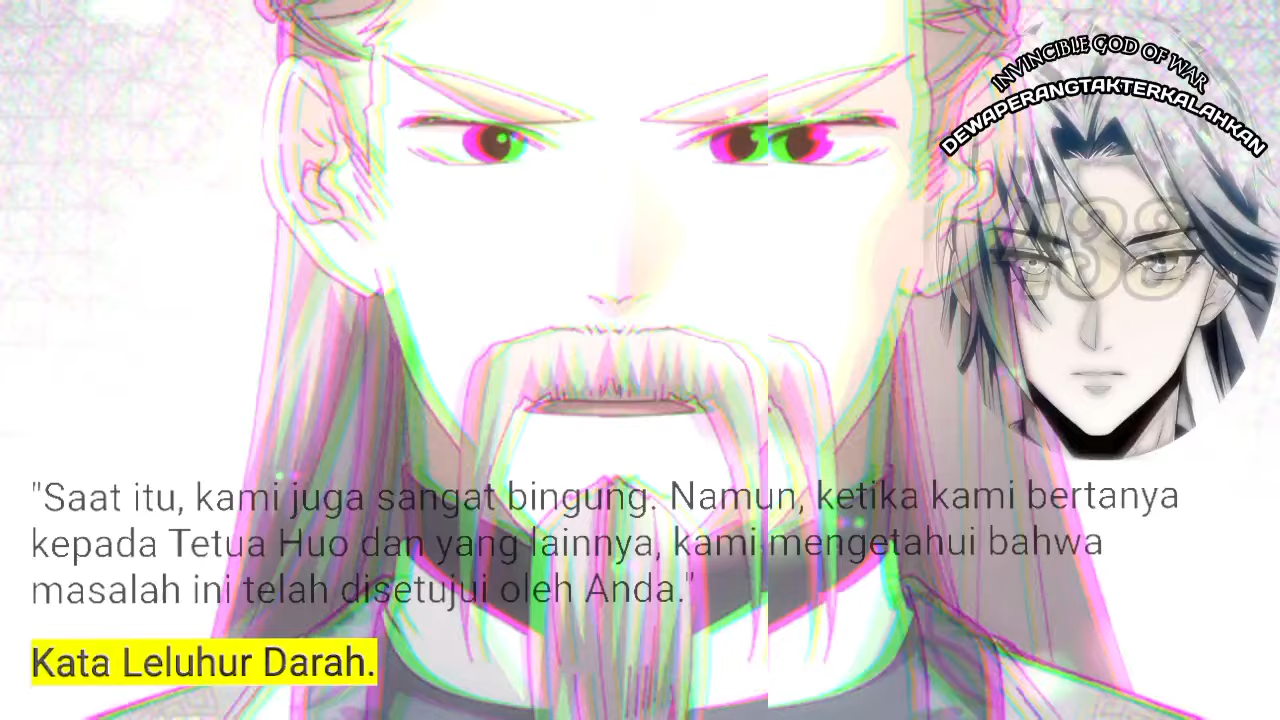 INVINCIBLE GOD OF WAR
DEWAPERANGTAKTERKALAHKAN
"Saat itu, kami juga sangat bingung. Namun, ketika kami bertanya
kepada Tetua Huo dan yang lainnya, kami mengetahui bahwa
masalah ini telah disetujui oleh Anda."
Kata Leluhur Darah.